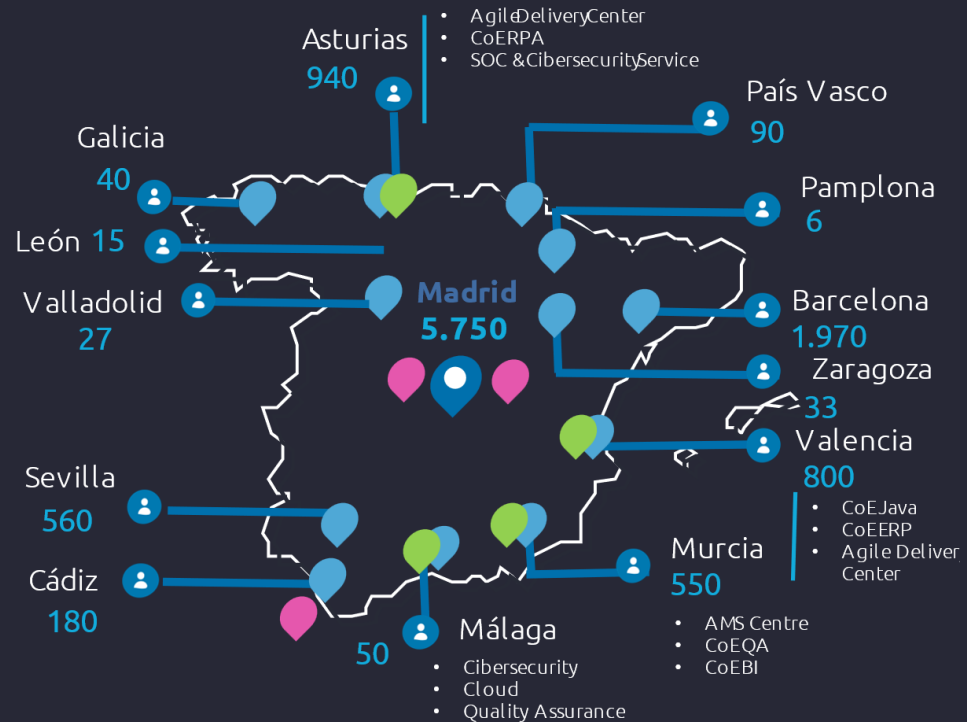 Asturias
940
• AgileDeliveryCenter
• CoERPA
• SOC &CibersecurityService
País Vasco
90
Galicia
40
Pamplona
6
León 15
Valladolid
27
Madrid
5.750
Barcelona
1.970
Zaragoza
33
Valencia
800
• CoEJava
• CoEERP
• Agile Deliver
Center
Sevilla
560
Cádiz
180
Murcia
550
• AMS Centre
• CoEQA
• CoEBI
Málaga
50
• Cibersecurity
• Cloud
• Quality Assurance